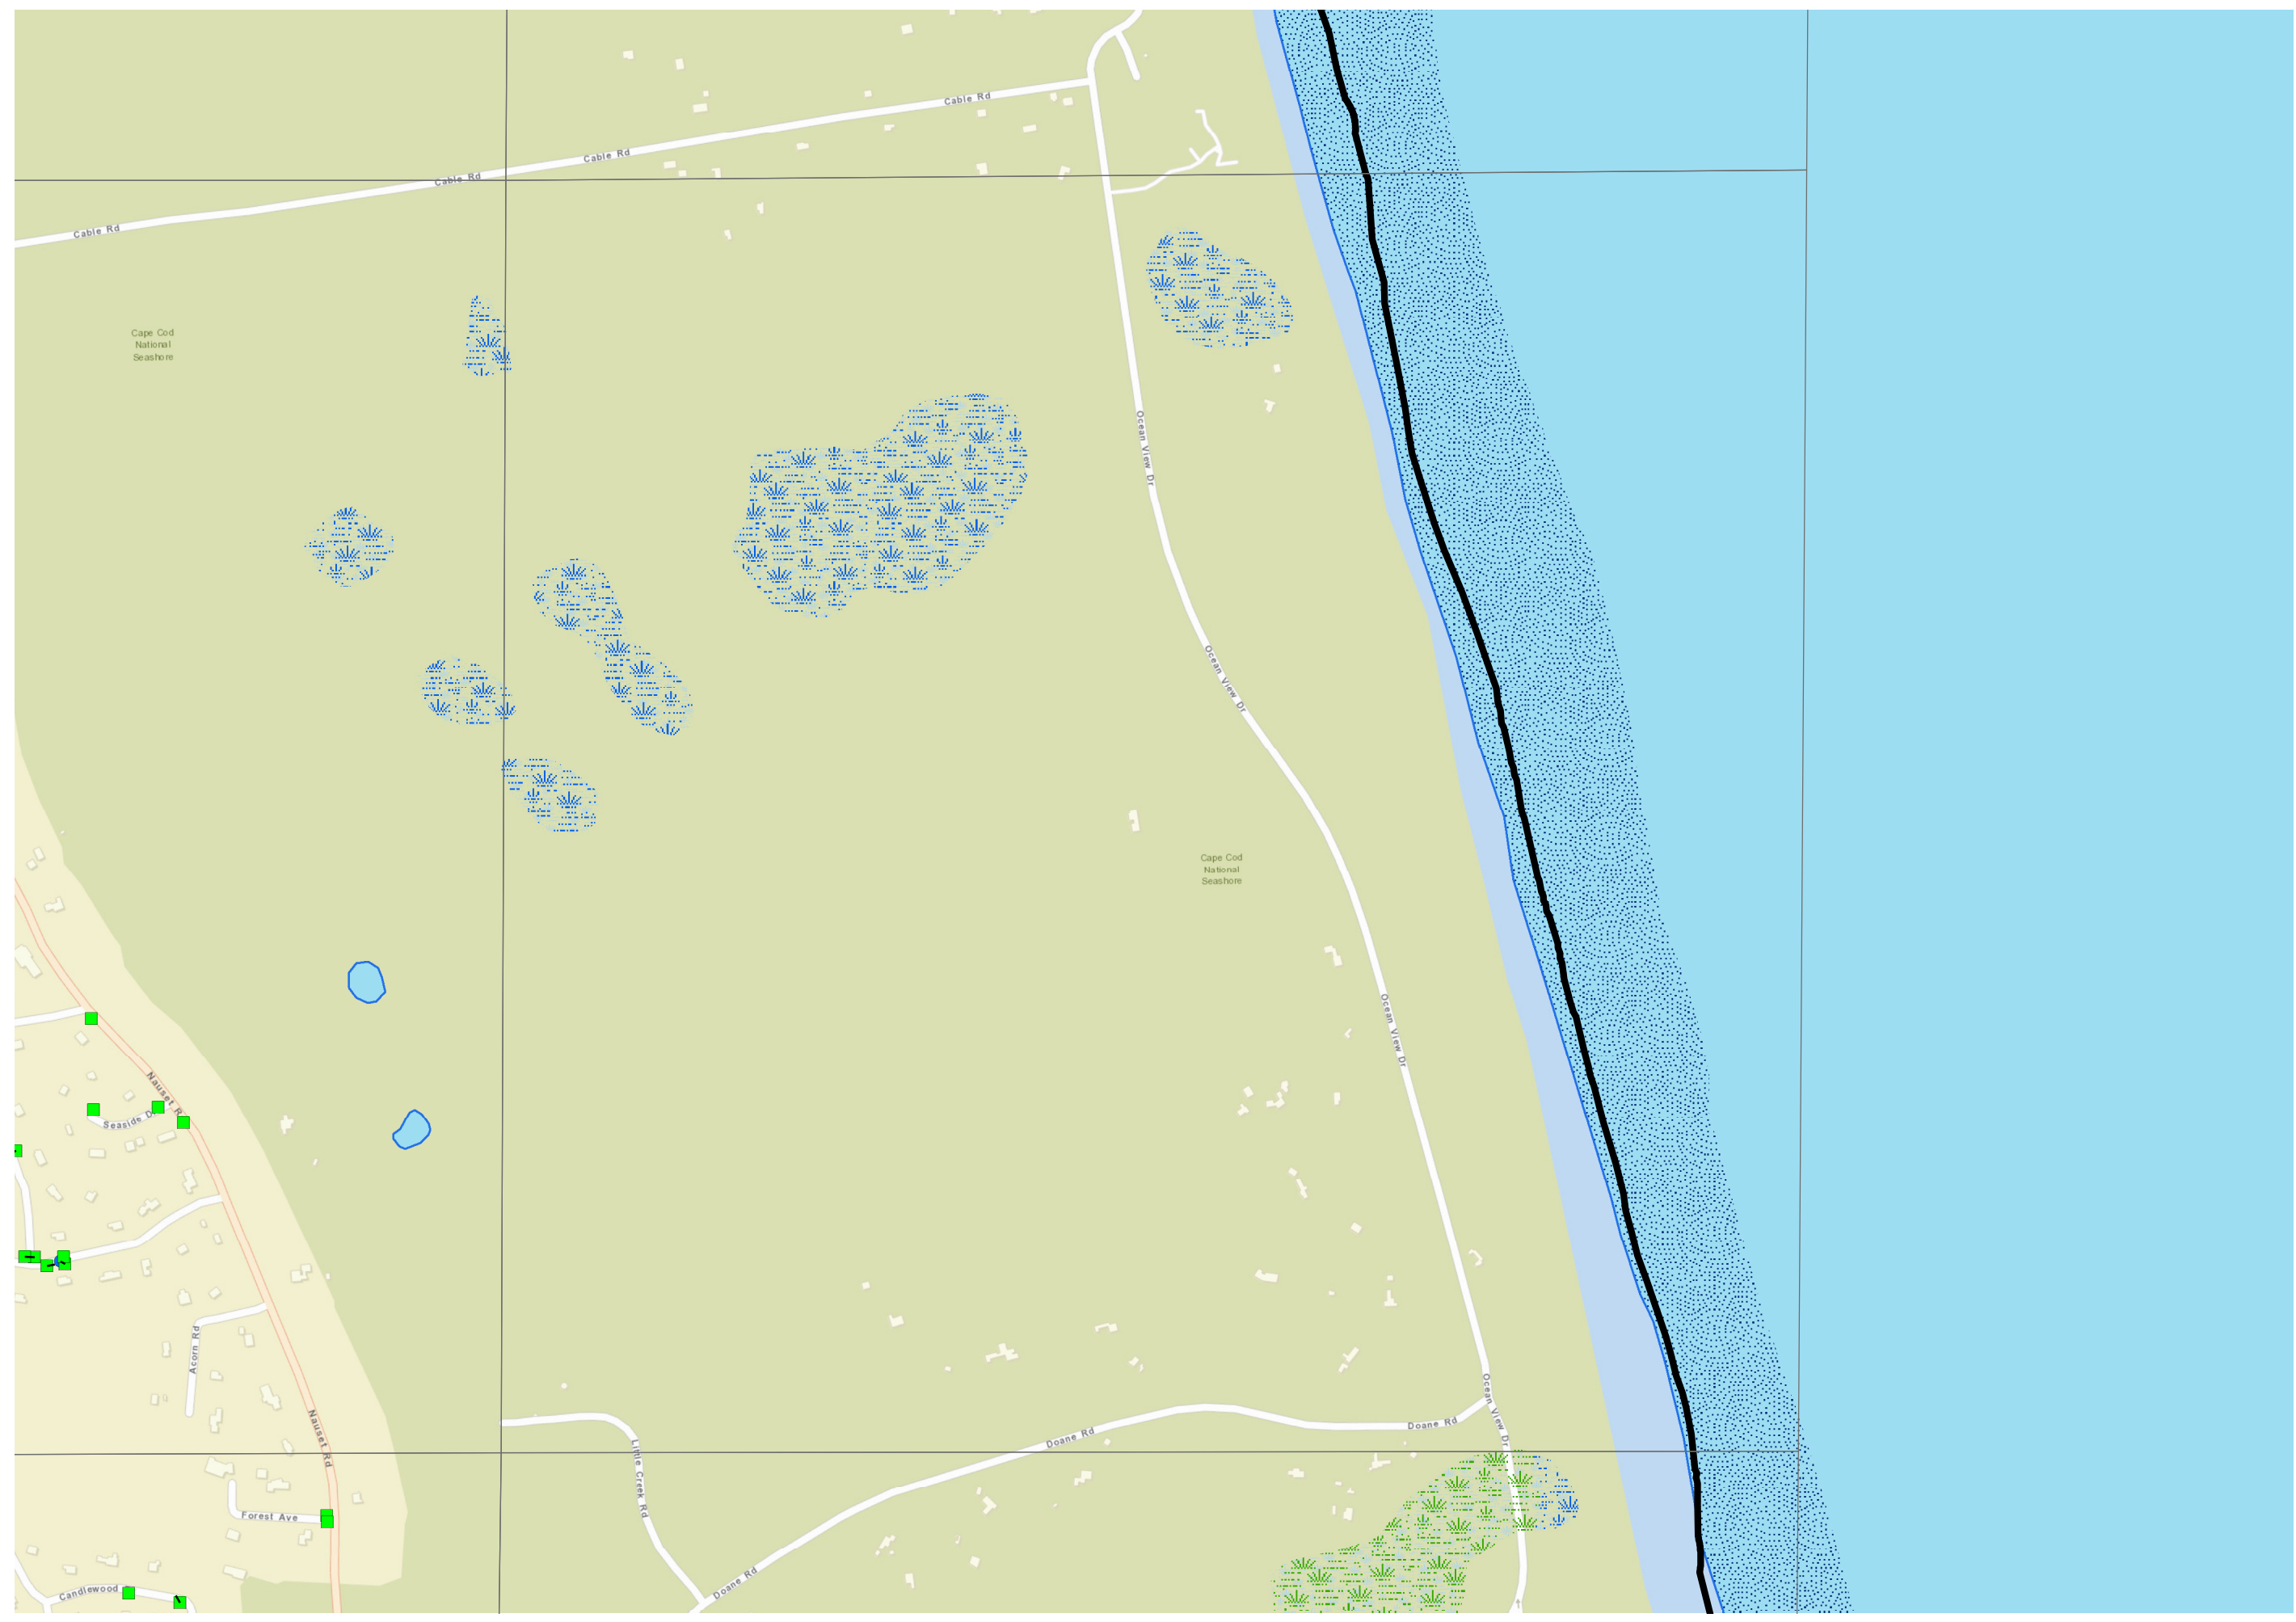 Cable Rd
Cable Rd
Cable Rd
Cable Rd
Cape Cod
National
Seashore
Ocean View Dr
Ocean View Dr
Cape Cod
National
Seashore
Ocean View Dr
Nauset R
Seaside D
Acorn Rd
Nauset Rd
Ocean View Dr
Doane Rd
Doane Rd
Little Creek Rd
Forest Ave
Doane Rd
Candlewood